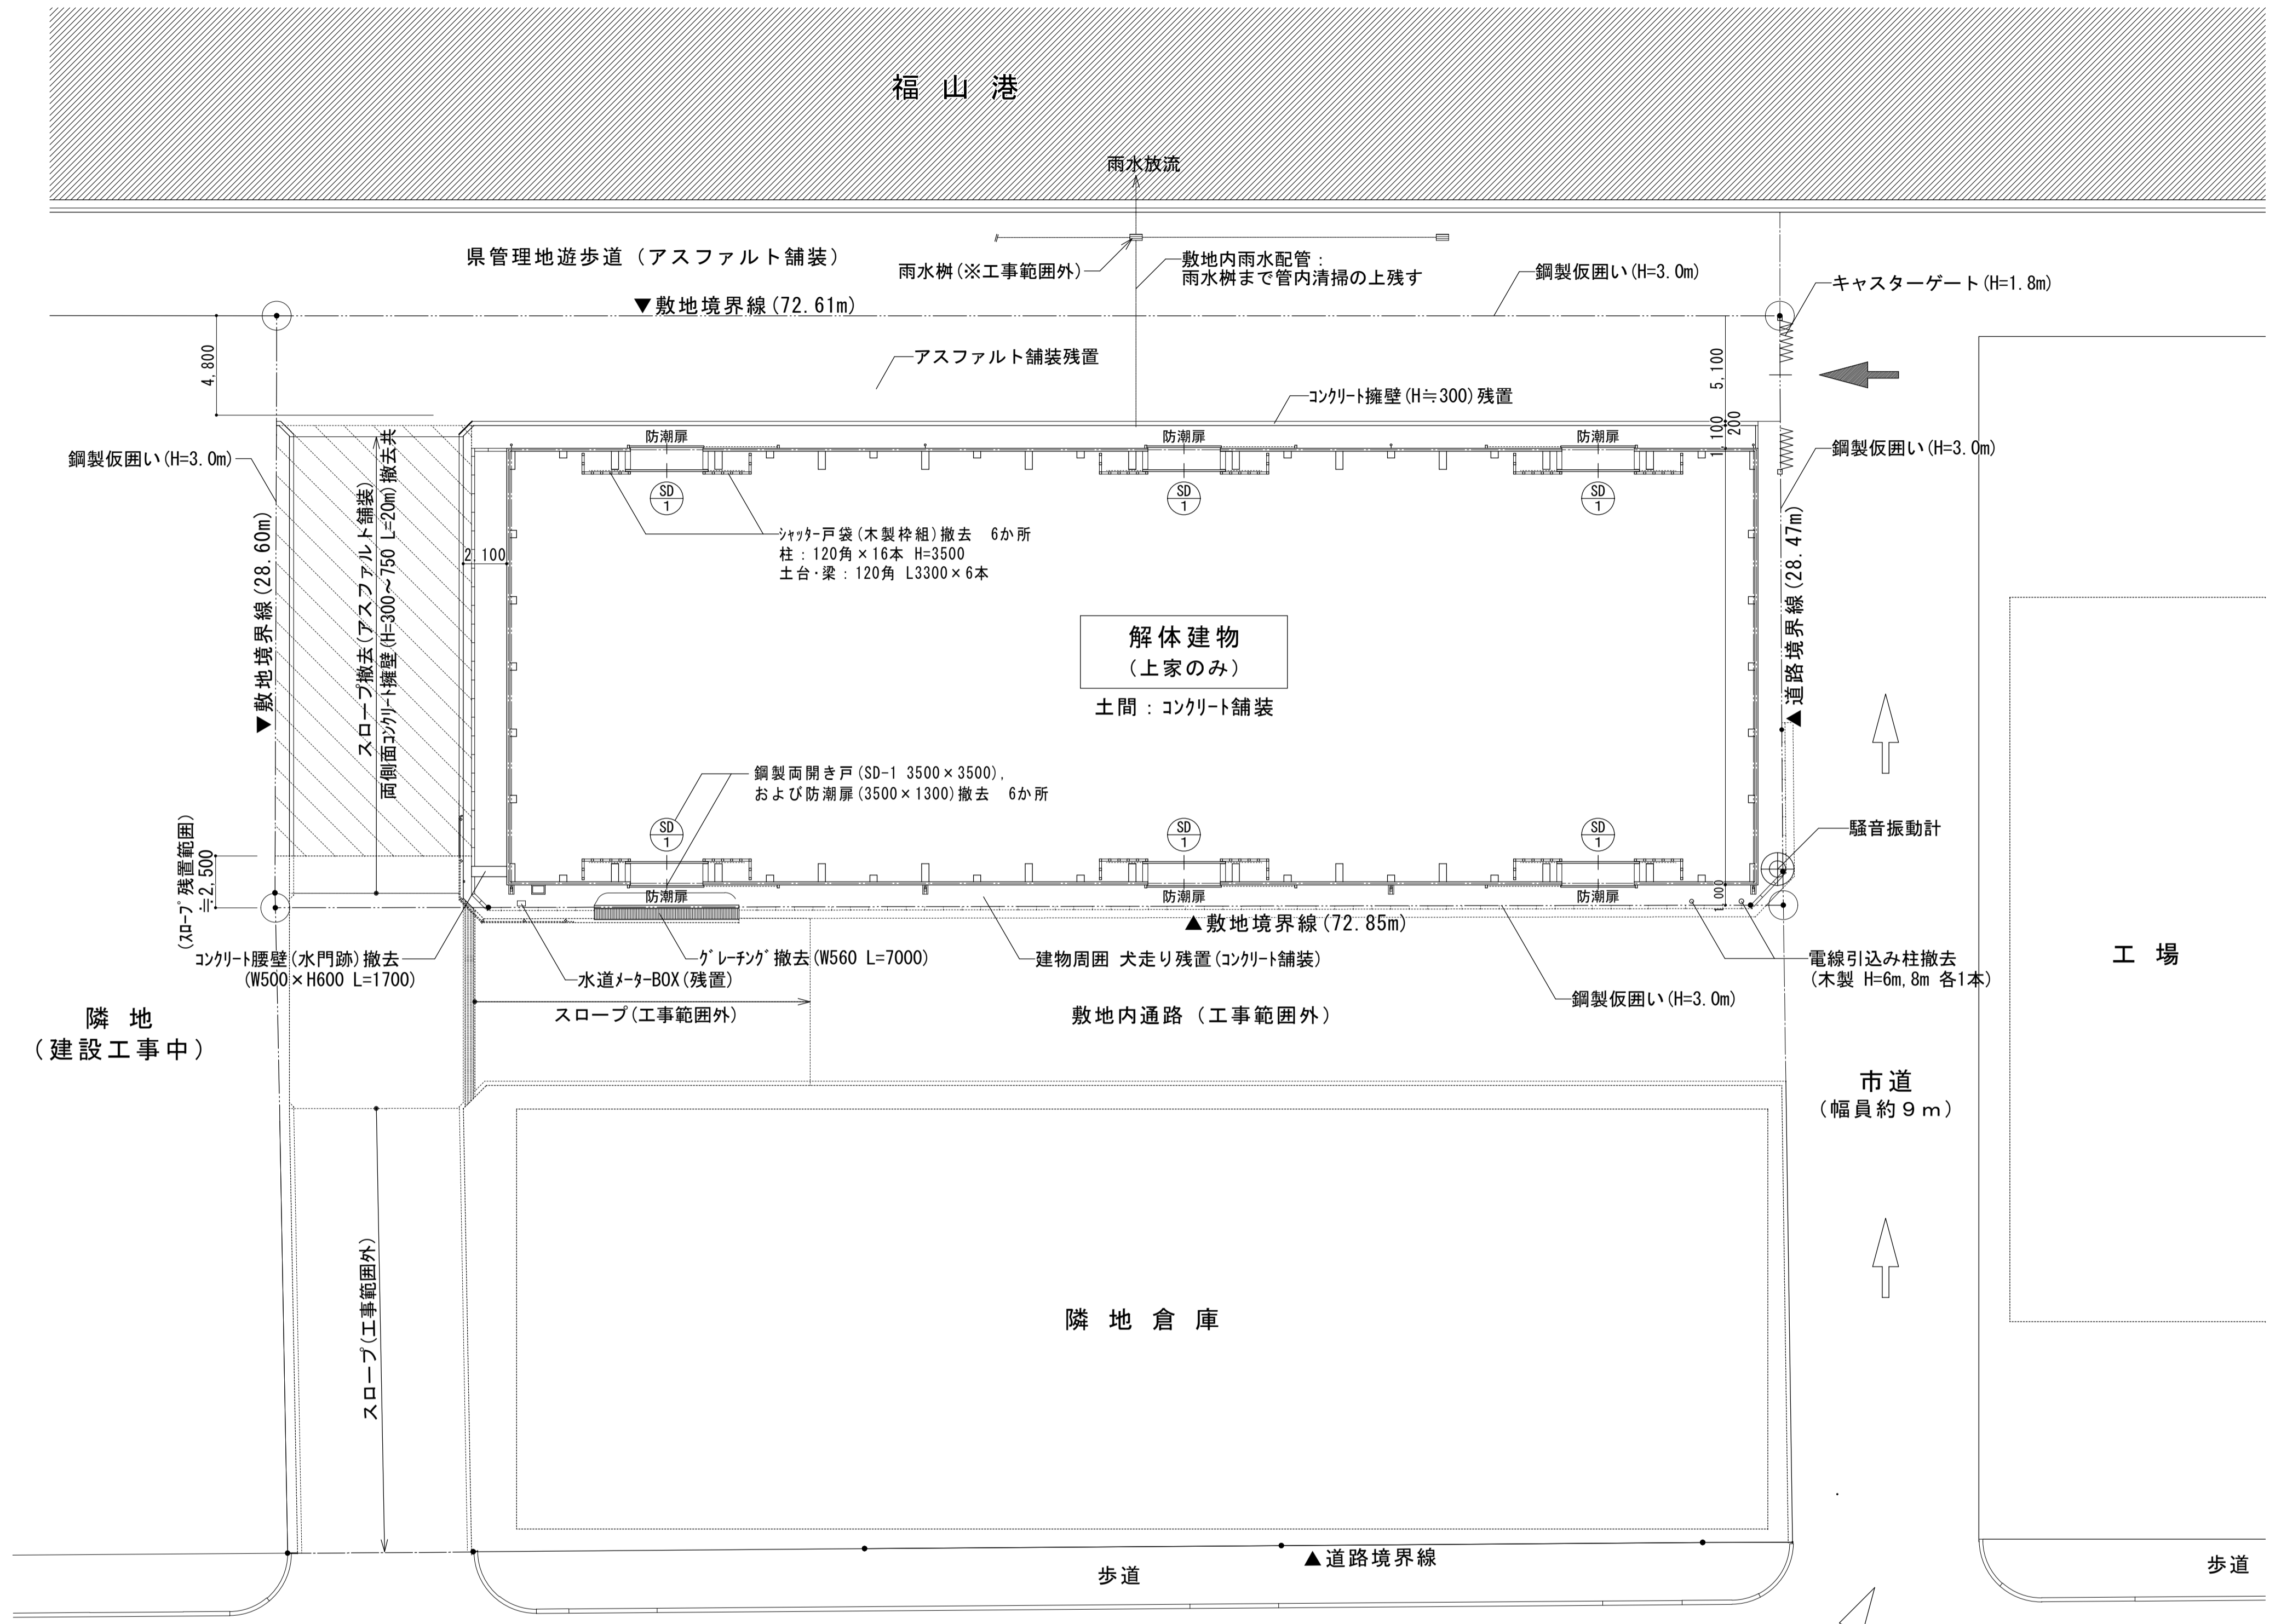 福山港
雨水放流
県管理地遊歩道（アスファルト舗装）
雨水桝(※工事範囲外)
敷地内雨水配管：
雨水桝まで管内清掃の上残す
鋼製仮囲い(H=3.0m)
キャスターゲート(H=1.8m)
▼敷地境界線(72.61m)
4,800
アスファルト舗装残置
5,100
コンクリート擁壁(H≒300)残置
1,100
200
鋼製仮囲い(H=3.0m)
防潮扉
防潮扉
防潮扉
鋼製仮囲い(H=3.0m)
SD
1
SD
1
SD
1
▼敷地境界線(28.60m)
スロープ撤去(アスファルト舗装)
両側面コンクリート擁壁(H=300~750 L=20m)撤去共
2,100
シャッター戸袋(木製枠組)撤去　6か所
柱：120角×16本 H=3500
土台・梁：120角 L3300×6本
▲道路境界線(28.47m)
解体建物
(上家のみ)
土間：コンクリート舗装
鋼製両開き戸(SD-1 3500×3500),
および防潮扉(3500×1300)撤去　6か所
SD
1
SD
1
SD
1
騒音振動計
(スロープ残置範囲)
≒2,500
防潮扉
防潮扉
防潮扉
1,000
▲敷地境界線(72.85m)
コンクリート腰壁(水門跡)撤去
(W500×H600 L=1700)
グレーチング撤去(W560 L=7000)
水道メーターBOX(残置)
建物周囲 犬走り残置(コンクリート舗装)
電線引込み柱撤去
(木製 H=6m,8m 各1本)
鋼製仮囲い(H=3.0m)
スロープ(工事範囲外)
敷地内通路（工事範囲外）
工場
隣地
(建設工事中)
市道
(幅員約９ｍ)
スロープ(工事範囲外)
隣地倉庫
▲道路境界線
歩道
歩道